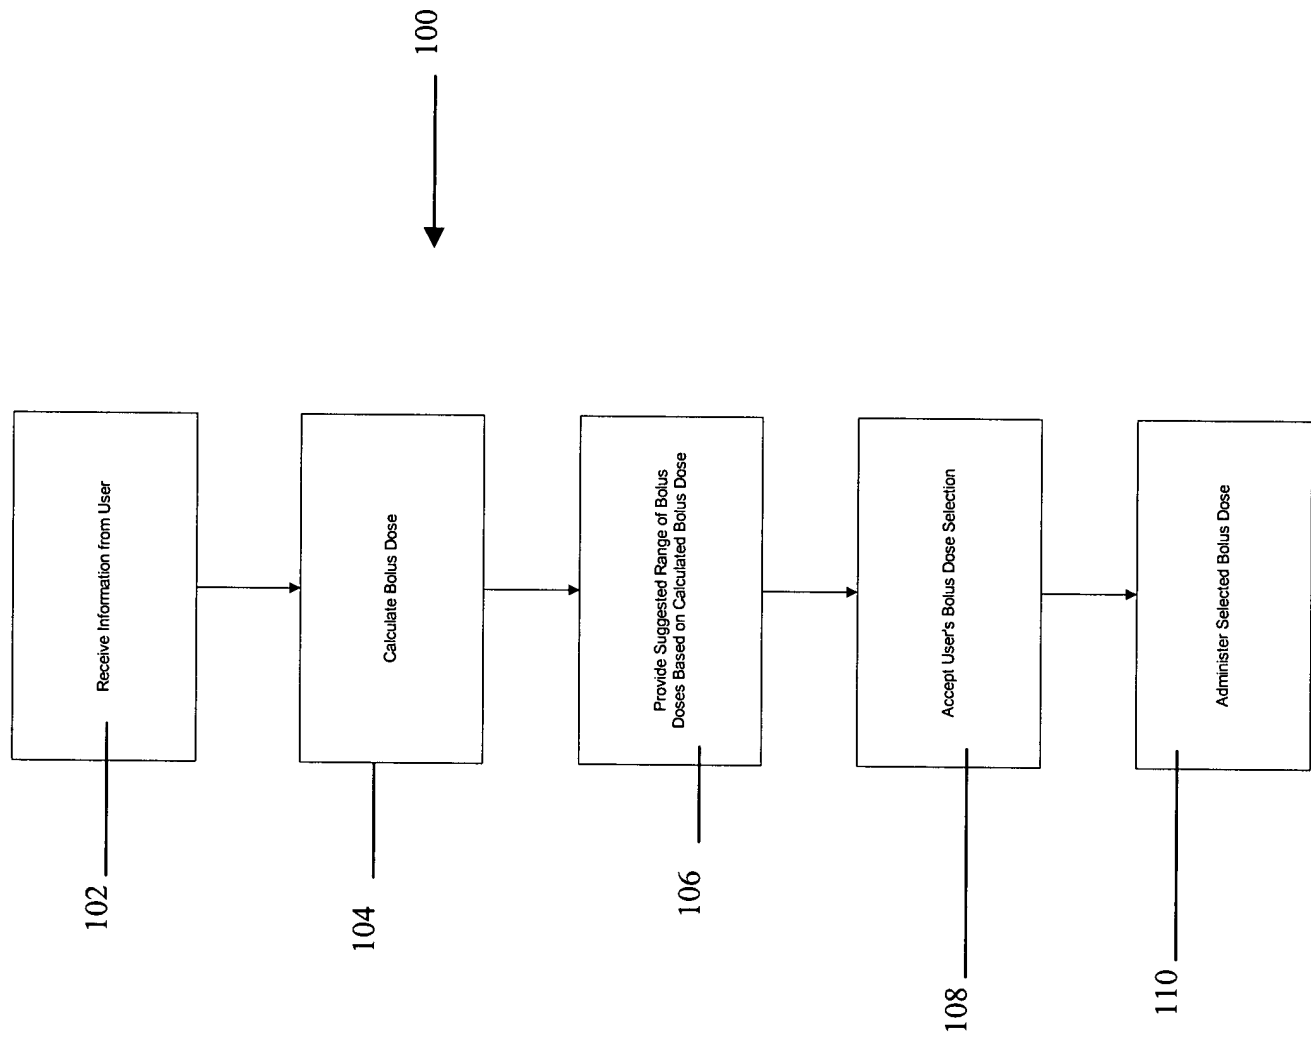 100
Receive Information from User
102
Calculate Bolus Dose
104
Provide Suggested Range of Bolus
Doses Based on Calculated Bolus Dose
106
Accept User's Bolus Dose Selection
108
Administer Selected Bolus Dose
110